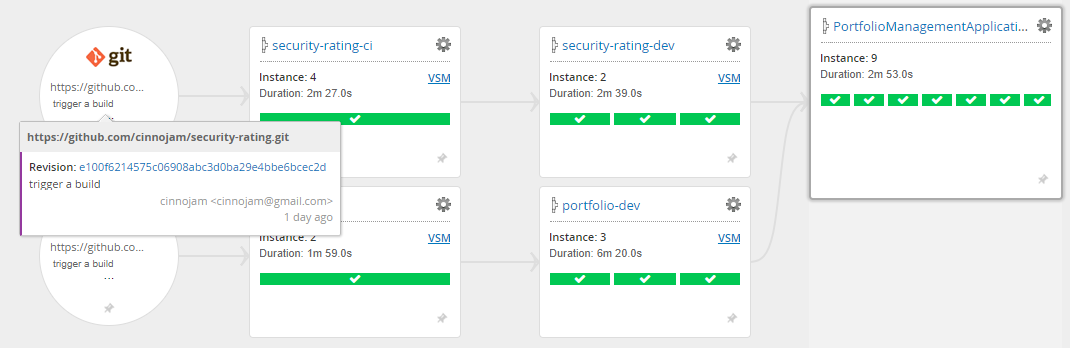 git
https://github.co...
trigger a build
...
https://github.com/cinnojam/security-rating.git
Revision: e100f6214575c06908abc3d0ba29e4bbe6bcec2d
trigger a build
cinnojam <cinnojam@gmail.com>
1 day ago
https://github.co...
trigger a build
...
security-rating-ci
Instance: 4
VSM
Duration: 2m 27.0s
Instance: 2
VSM
Duration: 1m 59.0s
security-rating-dev
Instance: 2
VSM
Duration: 2m 39.0s
portfolio-dev
Instance: 3
VSM
Duration: 6m 20.0s
PortfolioManagementApplicati...
Instance: 9
Duration: 2m 53.0s